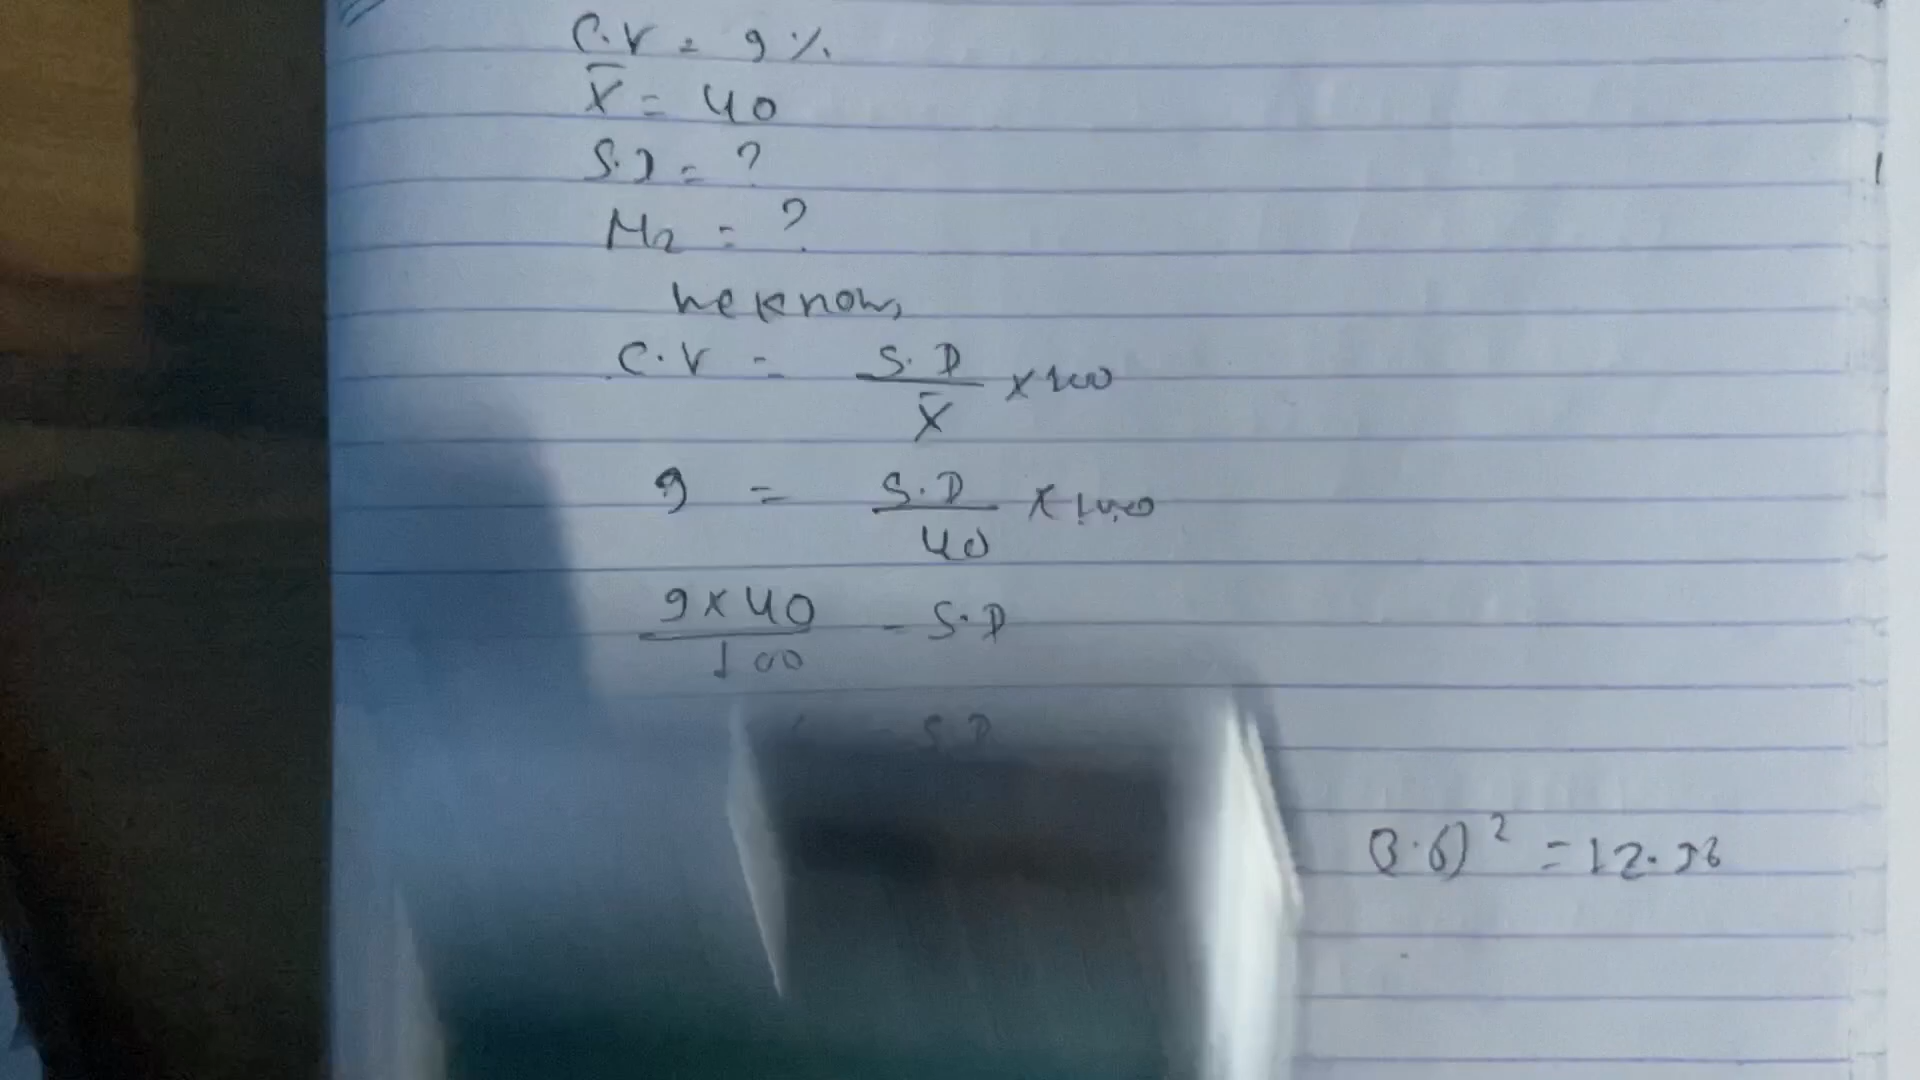 C.V = 9%
X̄ = 40
S.D = ?
M2 = ?
we know,
C.V = S.D / X̄ × 100
9 = S.D / 40 × 100
9 × 40 / 100 = S.D
S.D
(3.6)² = 12.96